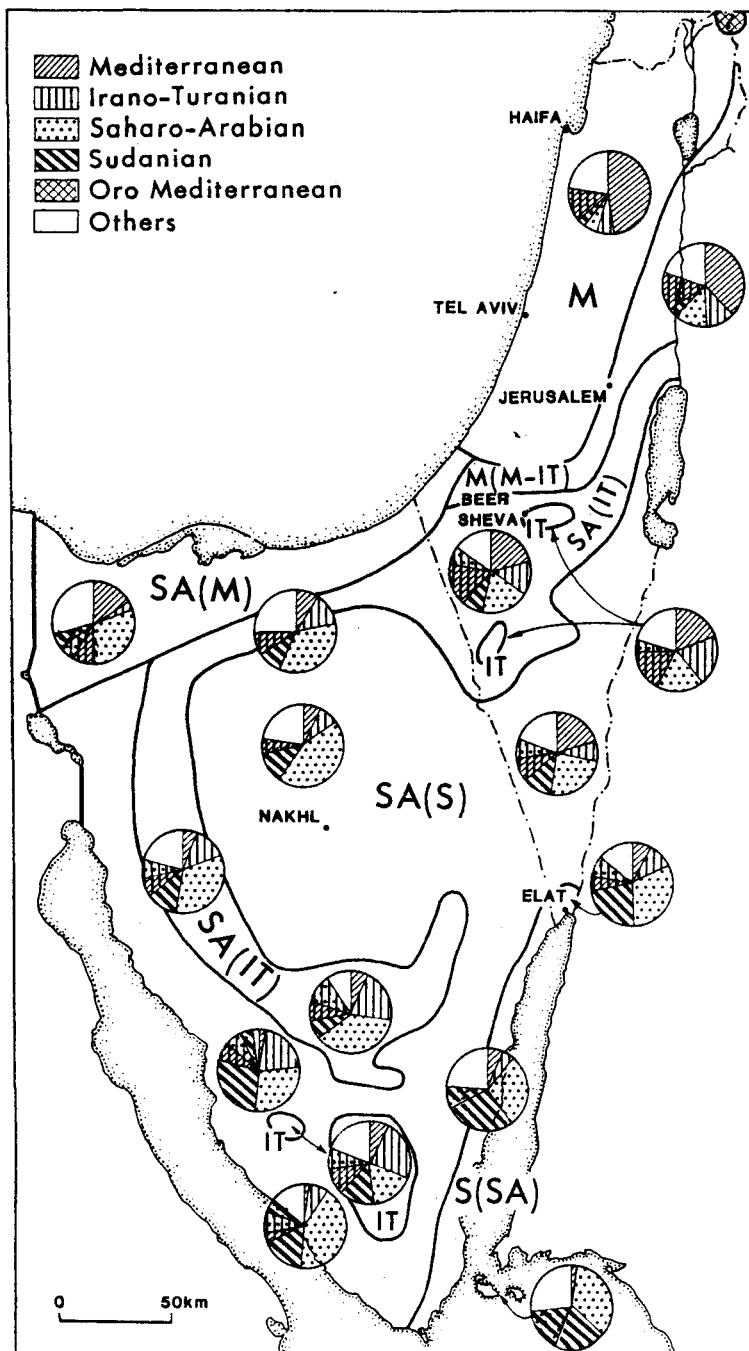 Mediterranean
Irano-Turanian
Saharo-Arabian
Sudanian
Oro Mediterranean
Others
HAIFA
M
TEL AVIV
JERUSALEM
M(M-IT)
BEER
SHEVA
IT
SA(IT)
SA(M)
IT
SA(S)
NAKHL
ELAT
SA(IT)
IT
IT
S(SA)
0 50km